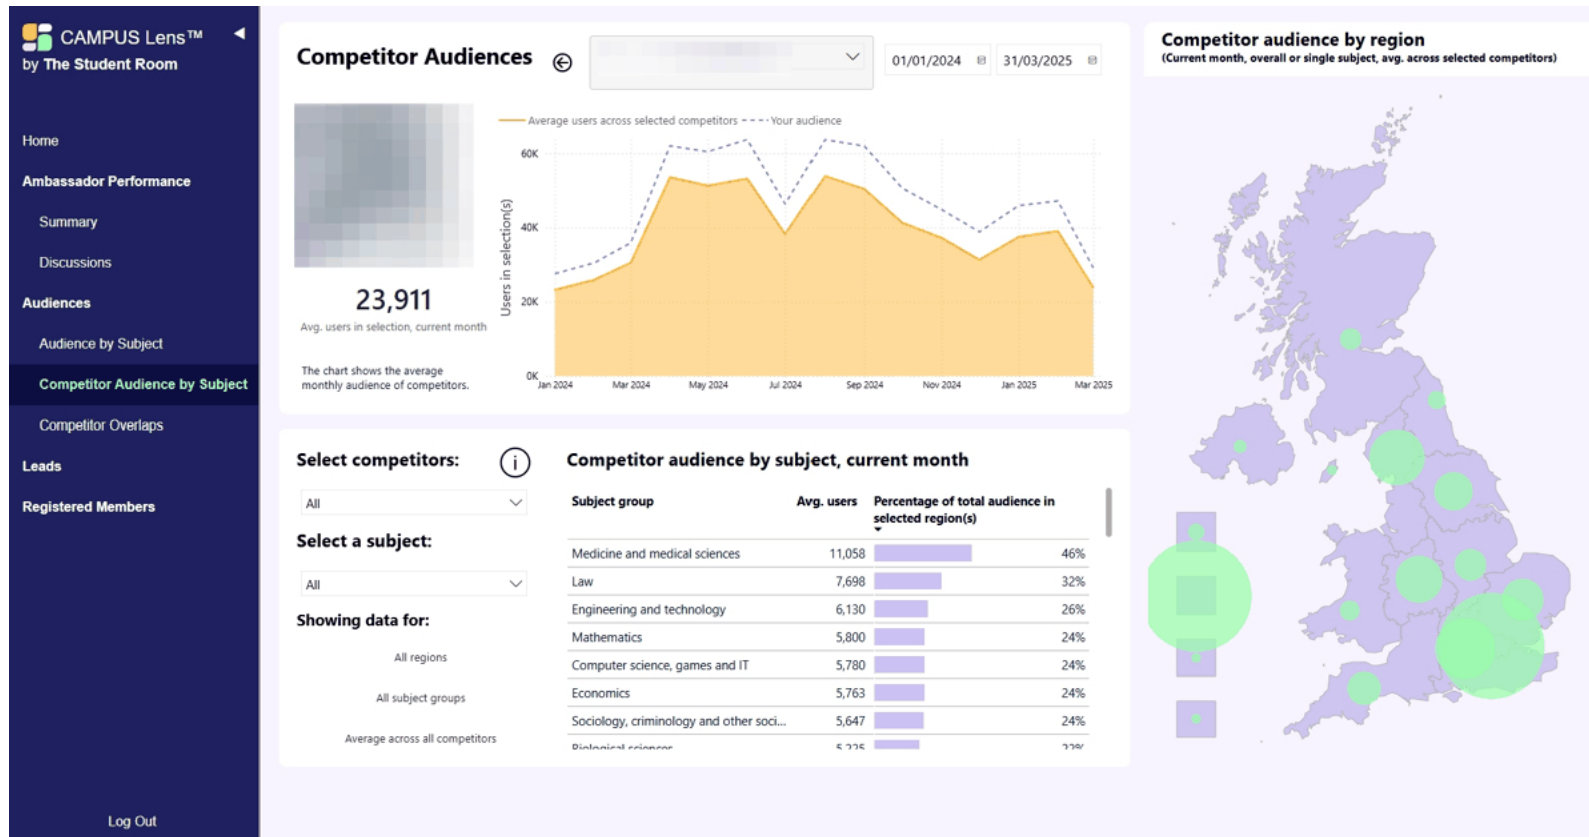 CAMPUS Lens™
by The Student Room
Home
Ambassador Performance
Summary
Discussions
Audiences
Audience by Subject
Competitor Audience by Subject
Competitor Overlaps
Leads
Registered Members
Log Out
Competitor Audiences
01/01/2024
31/03/2025
23,911
Avg. users in selection, current month
The chart shows the average
monthly audience of competitors.
Average users across selected competitors
Your audience
Users in selection(s)
60K
40K
20K
0K
Jan 2024
Mar 2024
May 2024
Jul 2024
Sep 2024
Nov 2024
Jan 2025
Mar 2025
Select competitors:
i
All
Select a subject:
All
Showing data for:
All regions
All subject groups
Average across all competitors
Competitor audience by subject, current month
Subject group Avg. users Percentage of total audience in
selected region(s)
Medicine and medical sciences 11,058 46%
Law 7,698 32%
Engineering and technology 6,130 26%
Mathematics 5,800 24%
Computer science, games and IT 5,780 24%
Economics 5,763 24%
Sociology, criminology and other soci... 5,647 24%
Biological sciences 5,225 22%
Competitor audience by region
(Current month, overall or single subject, avg. across selected competitors)